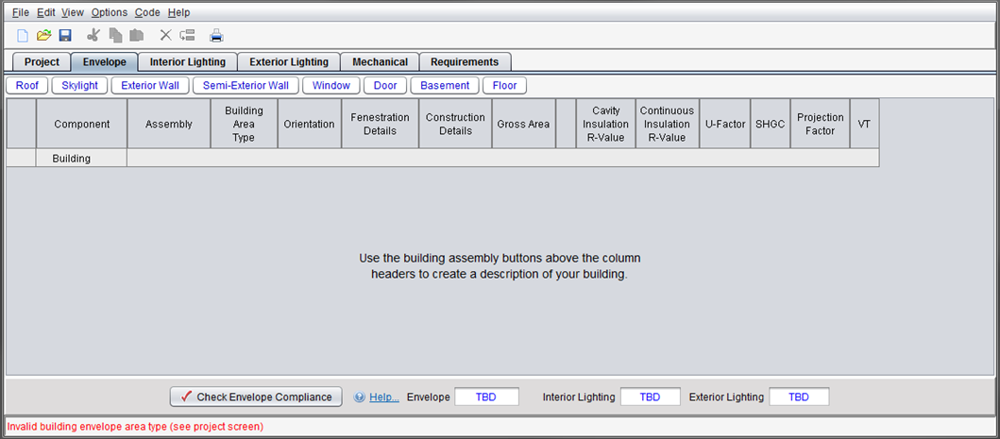 File Edit View Options Code Help
Project Envelope Interior Lighting Exterior Lighting Mechanical Requirements
Roof Skylight Exterior Wall Semi-Exterior Wall Window Door Basement Floor
Component
Assembly
Building
Area
Type
Orientation
Fenestration
Details
Construction
Details
Gross Area
Cavity
Insulation
R-Value
Continuous
Insulation
R-Value
U-Factor
SHGC
Projection
Factor
VT
Building
Use the building assembly buttons above the column
headers to create a description of your building.
Check Envelope Compliance Help... Envelope TBD Interior Lighting TBD Exterior Lighting TBD
Invalid building envelope area type (see project screen)